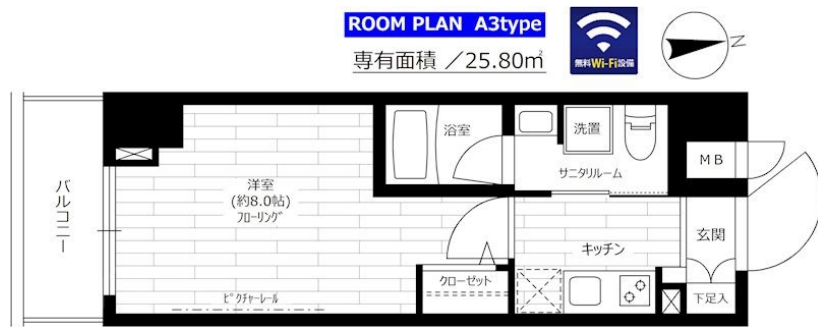 ROOM PLAN A3type
専有面積 ／25.80㎡
無料Wi-Fi設備
N
浴室
洗置
サニタリールーム
MB
バルコニー
洋室
(約8.0帖)
フローリング
キッチン
玄関
クローゼット
下足入
ピクチャーレール